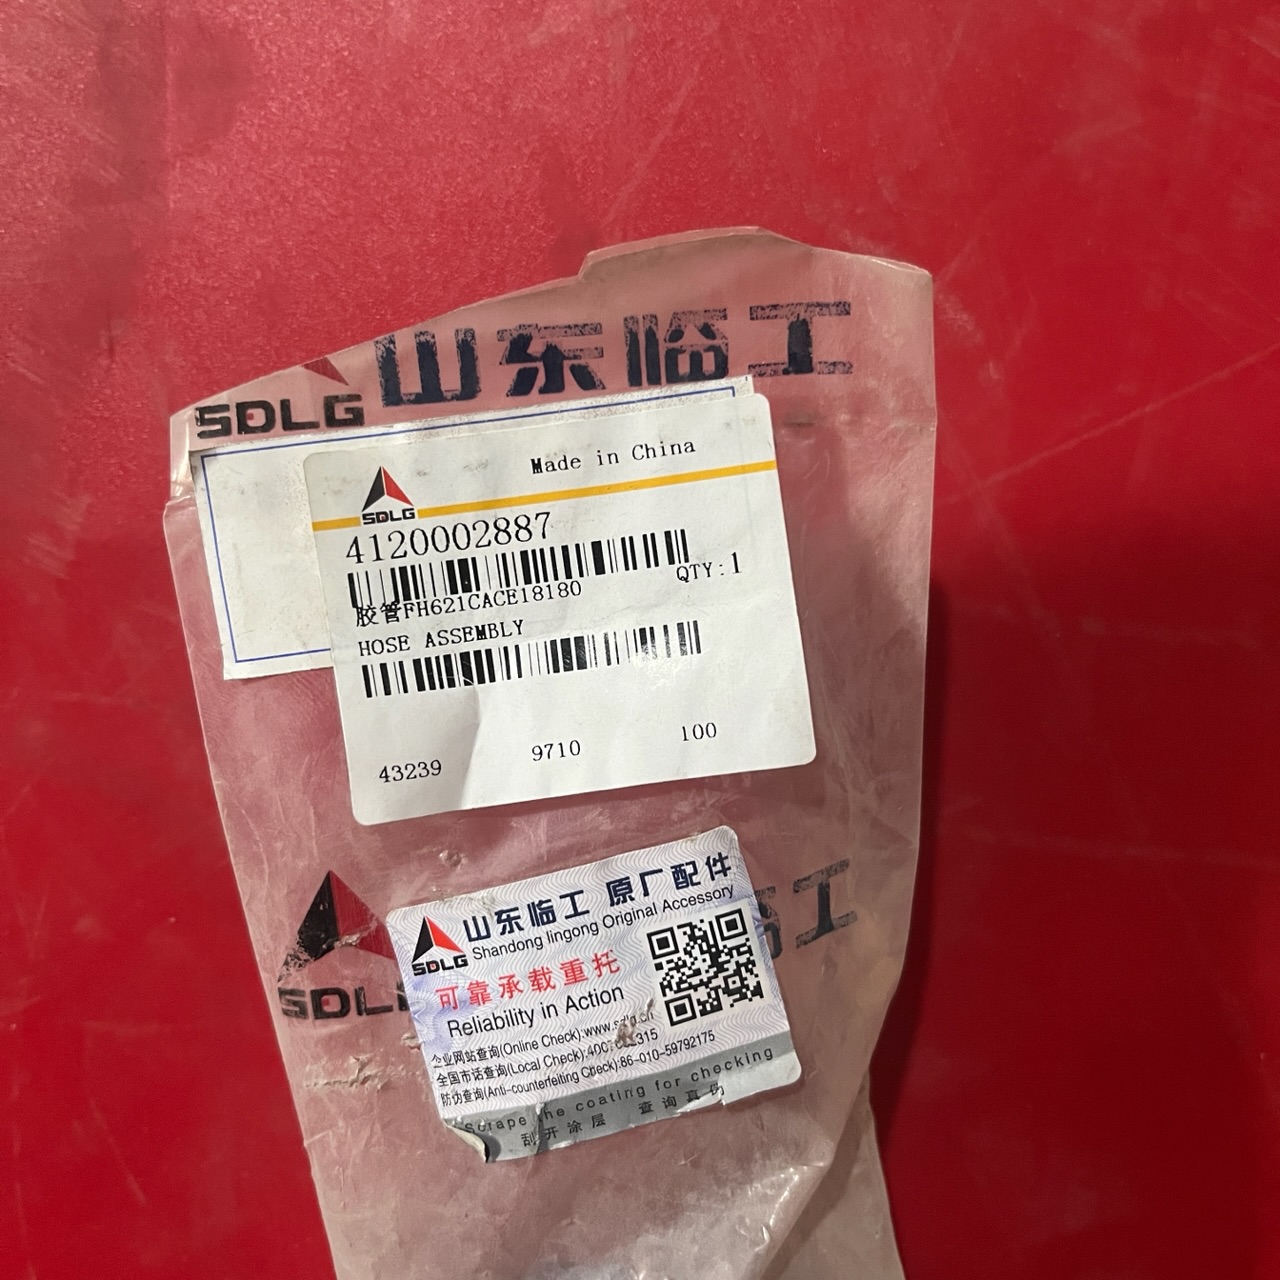 山东临工
SDLG
Made in China
SDLG
4120002887
QTY:1
胶管FH621CACE18180
HOSE ASSEMBLY
43239 9710 100
山东临工 原厂配件
SDLG Shandong lingong Original Accessory
可靠承载重托
Reliability in Action
企业网站查询(Online Check):www.sdlg.cn
全国市话查询(Local Check):
防伪查询(Anti-counterfeiting Check):86-010-59792175
Scrape the coating for checking
刮开涂层 查询真伪
SDL
工